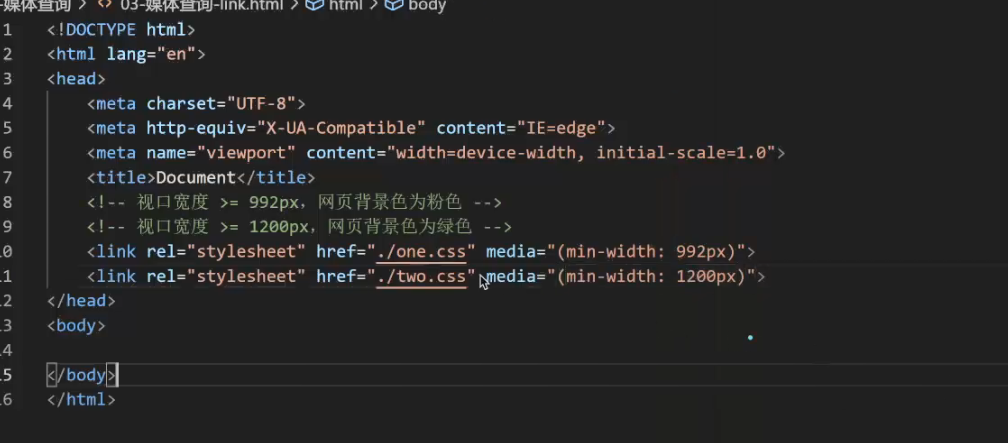 -媒体查询 > <> 03-媒体查询-link.html > html > body
1 <!DOCTYPE html>
2 <html lang="en">
3 <head>
4 <meta charset="UTF-8">
5 <meta http-equiv="X-UA-Compatible" content="IE=edge">
6 <meta name="viewport" content="width=device-width, initial-scale=1.0">
7 <title>Document</title>
8 <!-- 视口宽度 >= 992px，网页背景色为粉色 -->
9 <!-- 视口宽度 >= 1200px，网页背景色为绿色 -->
10 <link rel="stylesheet" href="./one.css" media="(min-width: 992px)">
11 <link rel="stylesheet" href="./two.css" media="(min-width: 1200px)">
12 </head>
13 <body>
14
15 </body>
16 </html>